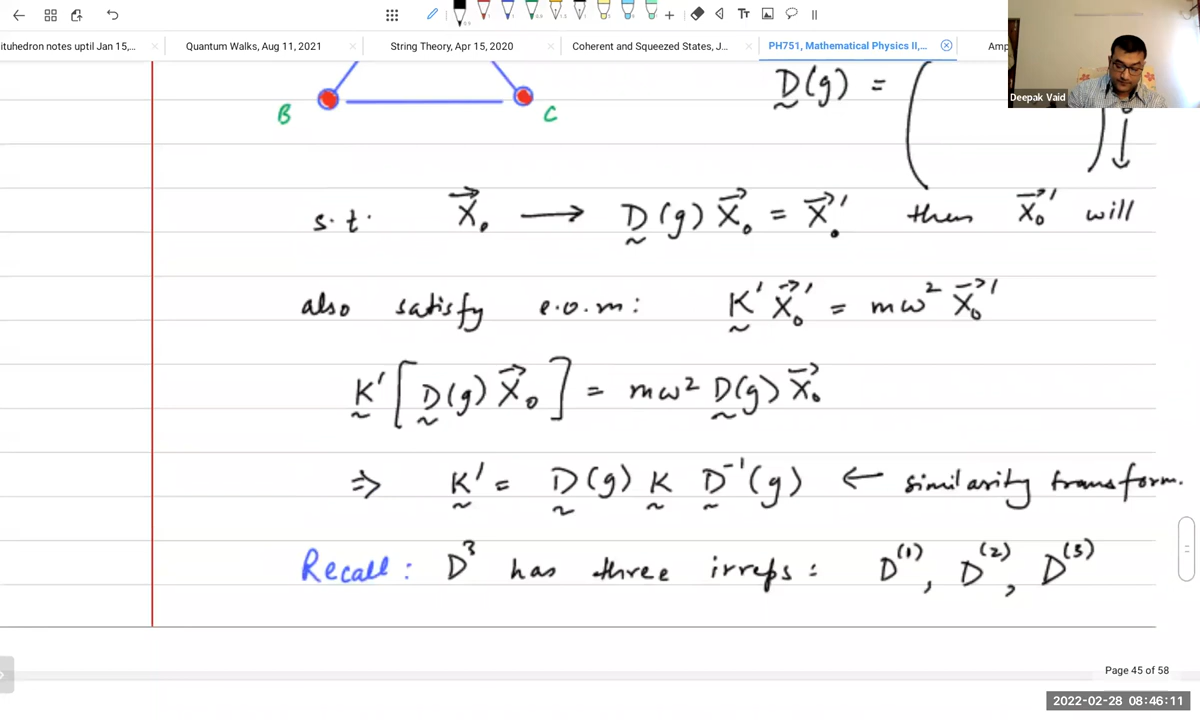 ituhedron notes uptil Jan 15,... Quantum Walks, Aug 11, 2021 String Theory, Apr 15, 2020 Coherent and Squeezed States, J... PH751, Mathematical Physics II,... Amp
Deepak Vaid
B C D(g) = ( )
s.t. X⃗₀ → D(g) X⃗₀ = X⃗₀' then X⃗₀' will
also satisfy e.o.m: K' X⃗₀' = mω² X⃗₀'
K' [ D(g) X⃗₀ ] = mω² D(g) X⃗₀
⇒ K' = D(g) K D⁻¹(g) ← similarity transform.
Recall: D³ has three irreps: D⁽¹⁾, D⁽²⁾, D⁽³⁾
Page 45 of 58
2022-02-28 08:46:11